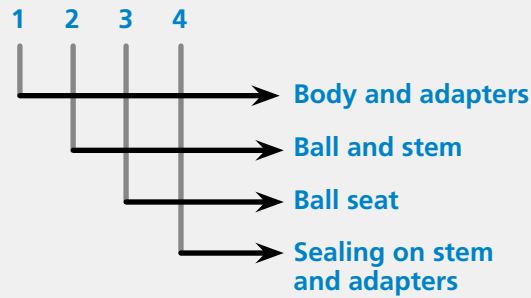 1 2 3 4
Body and adapters
Ball and stem
Ball seat
Sealing on stem
and adapters